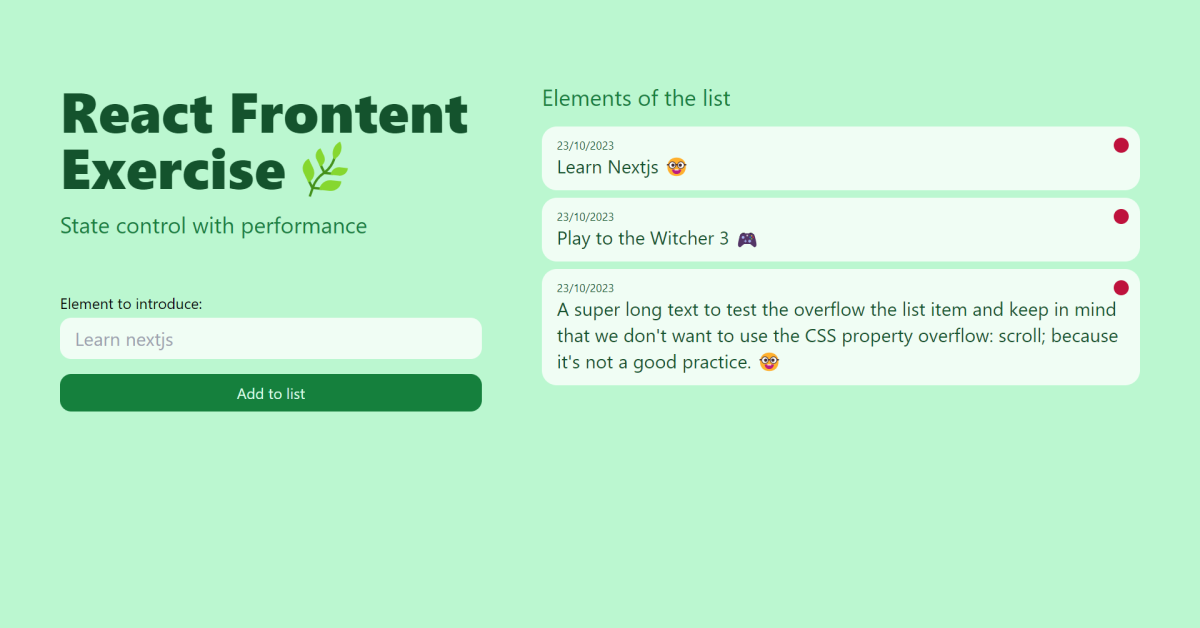 React Frontent
Exercise 🌿
State control with performance
Element to introduce:
Learn nextjs
Add to list
Elements of the list
23/10/2023
Learn Nextjs 🤓
23/10/2023
Play to the Witcher 3 🎮
23/10/2023
A super long text to test the overflow the list item and keep in mind
that we don't want to use the CSS property overflow: scroll; because
it's not a good practice. 🤓